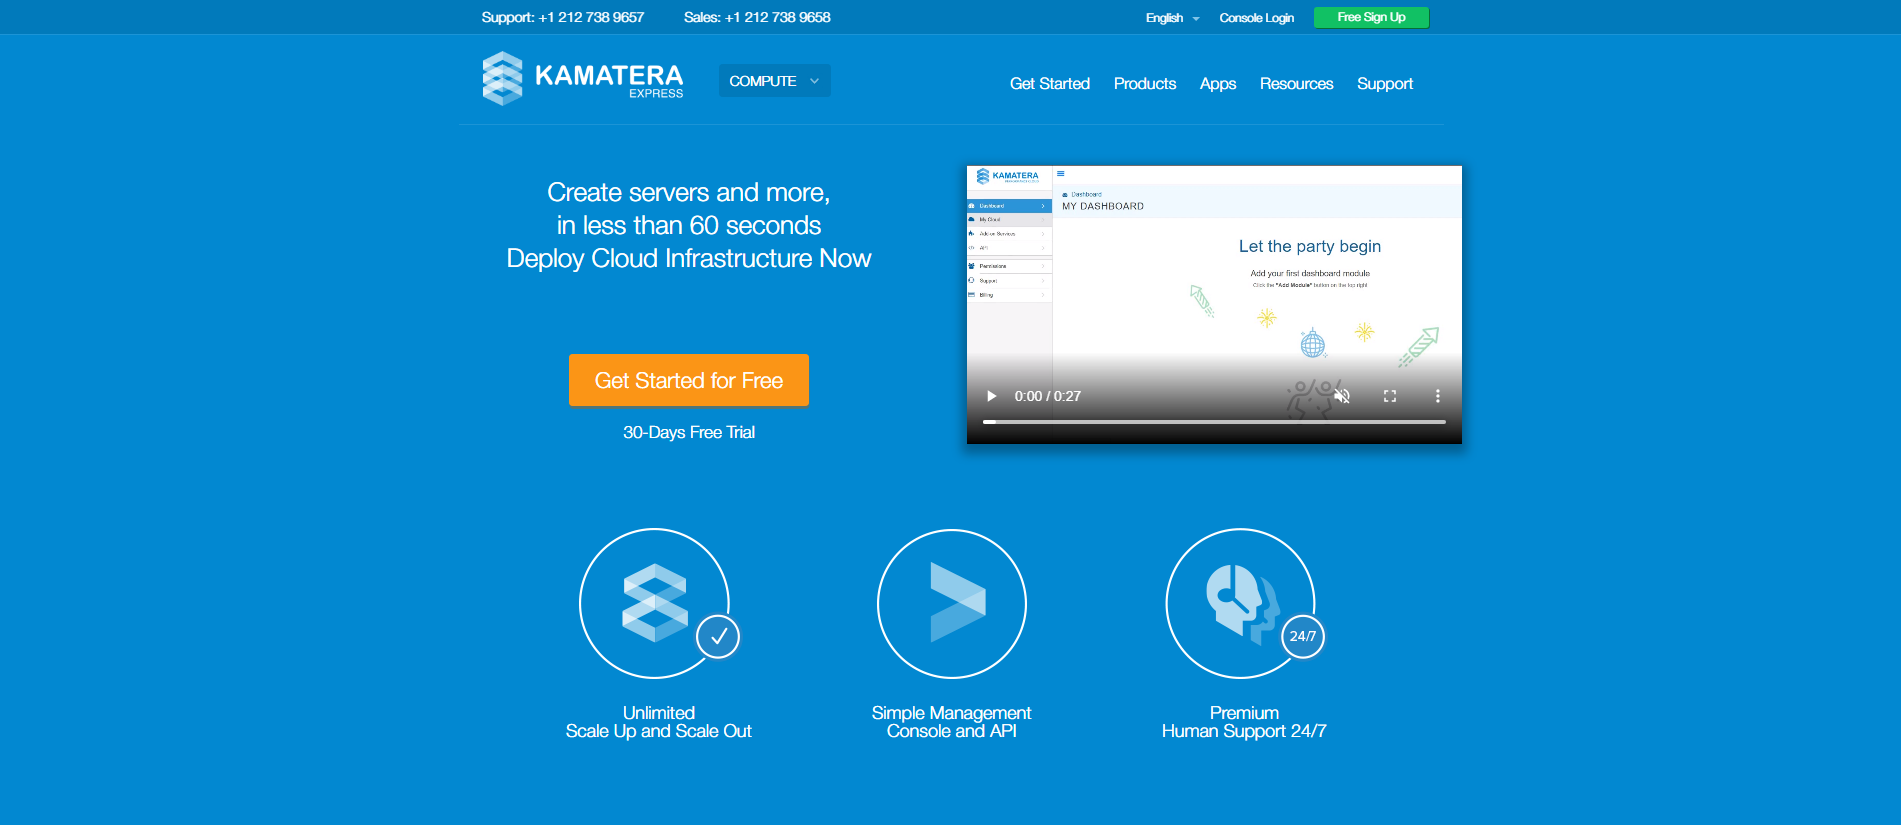 Support: +1 212 738 9657
Sales: +1 212 738 9658
English
Console Login
Free Sign Up
KAMATERA
EXPRESS
COMPUTE
Get Started
Products
Apps
Resources
Support
Create servers and more,
in less than 60 seconds
Deploy Cloud Infrastructure Now
Get Started for Free
30-Days Free Trial
KAMATERA
Dashboard
My Cloud
Add-on Services
API
Permissions
Support
Billing
Dashboard
MY DASHBOARD
Let the party begin
Add your first dashboard module
Click the "Add Module" button on the top right
0:00 / 0:27
24/7
Unlimited
Scale Up and Scale Out
Simple Management
Console and API
Premium
Human Support 24/7